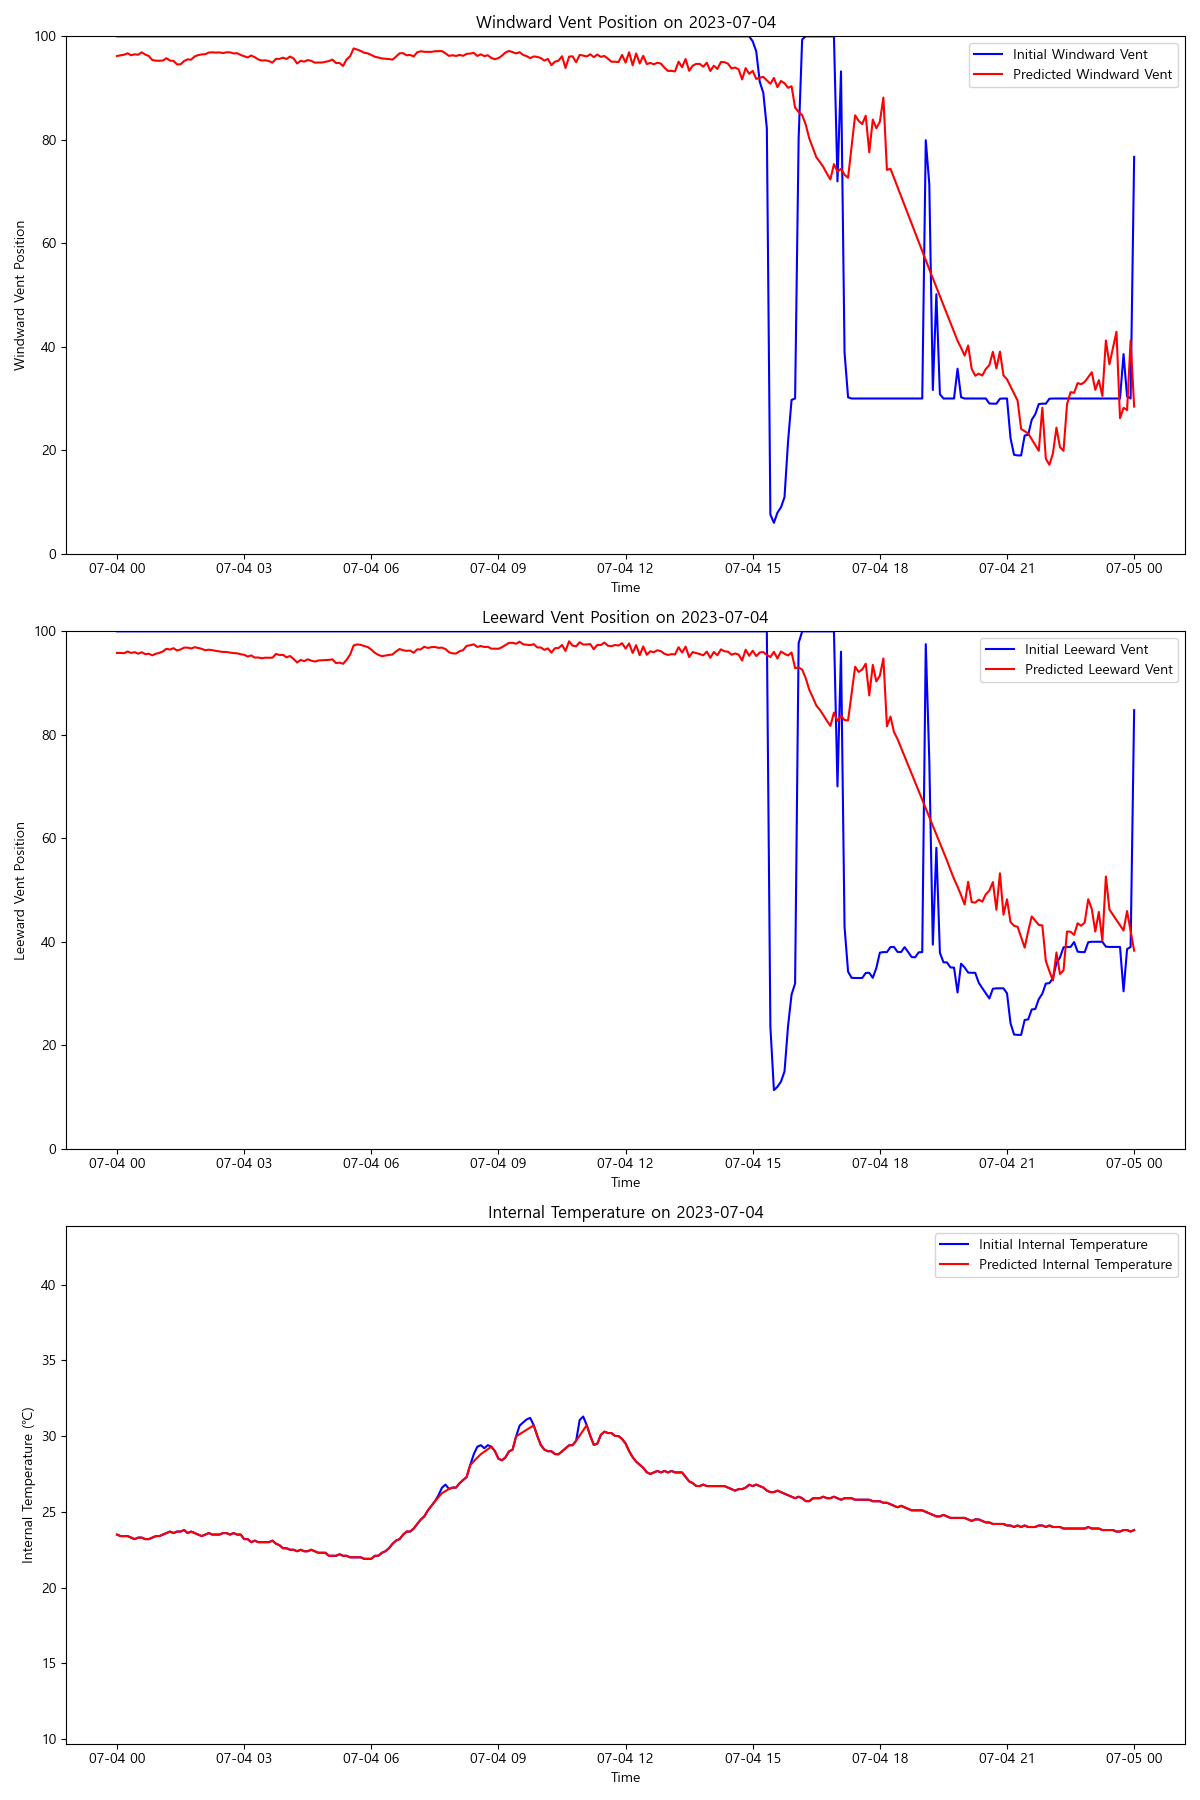 Windward Vent Position on 2023-07-04
100
80
60
40
20
0
Windward Vent Position
Initial Windward Vent
Predicted Windward Vent
07-04 00 07-04 03 07-04 06 07-04 09 07-04 12 07-04 15 07-04 18 07-04 21 07-05 00
Time
Leeward Vent Position on 2023-07-04
100
80
60
40
20
0
Leeward Vent Position
Initial Leeward Vent
Predicted Leeward Vent
07-04 00 07-04 03 07-04 06 07-04 09 07-04 12 07-04 15 07-04 18 07-04 21 07-05 00
Time
Internal Temperature on 2023-07-04
40
35
30
25
20
15
10
Internal Temperature (℃)
Initial Internal Temperature
Predicted Internal Temperature
07-04 00 07-04 03 07-04 06 07-04 09 07-04 12 07-04 15 07-04 18 07-04 21 07-05 00
Time